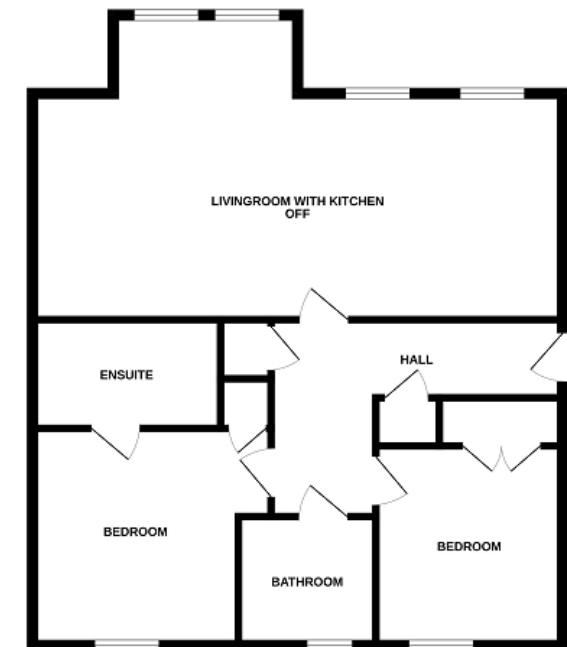 LIVINGROOM WITH KITCHEN
OFF
HALL
ENSUITE
BEDROOM
BEDROOM
BATHROOM